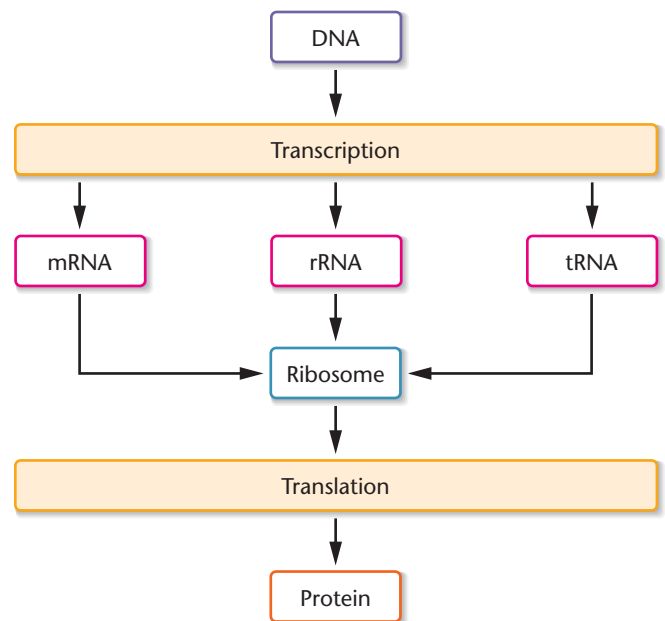 DNA
Transcription
mRNA
rRNA
tRNA
Ribosome
Translation
Protein